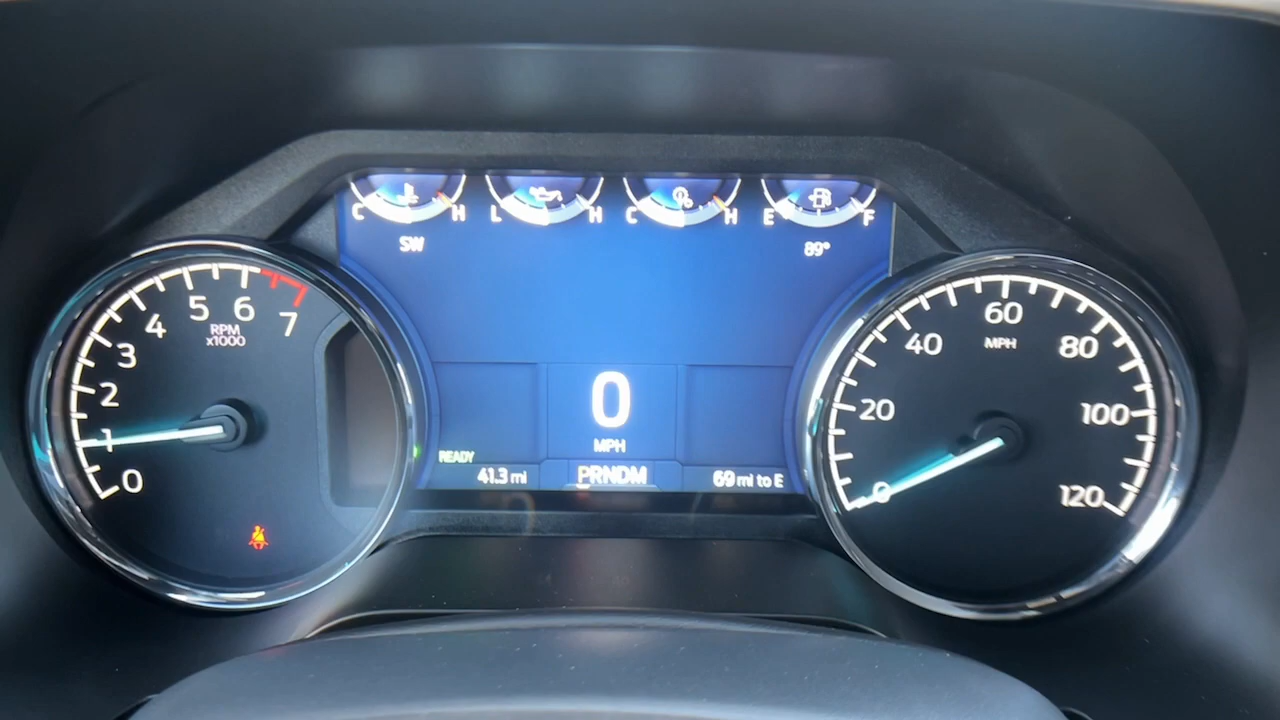 C H L H C H E F
SW 89°
0 1 2 3 4 5 6 7
RPM
x1000
0
MPH
READY
41.3 mi PRNDM 69 mi to E
0 20 40 60 80 100 120
MPH